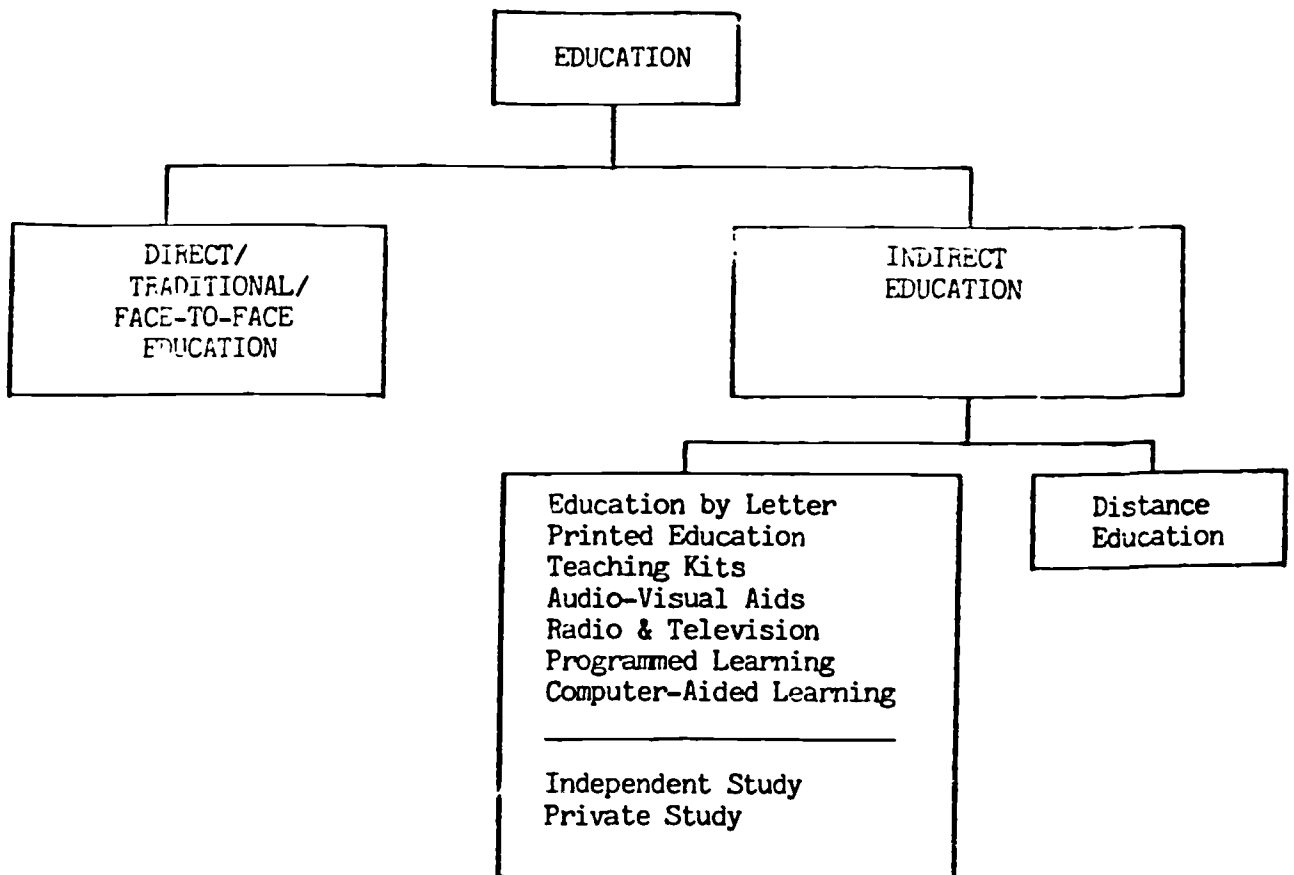 EDUCATION
DIRECT/
TRADITIONAL/
FACE-TO-FACE
EDUCATION
INDIRECT
EDUCATION
Education by Letter
Printed Education
Teaching Kits
Audio-Visual Aids
Radio & Television
Programmed Learning
Computer-Aided Learning
Independent Study
Private Study
Distance
Education